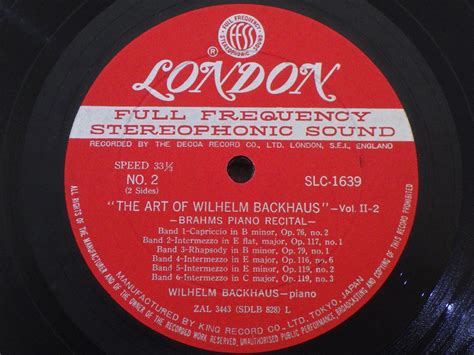 FULL FREQUENCY
STEREOPHONIC SOUND
ffss
®
LONDON
FULL FREQUENCY
STEREOPHONIC SOUND
RECORDED BY THE DECCA RECORD CO., LTD. LONDON, S.E.I., ENGLAND
SPEED 33⅓
NO. 2
(2 Sides)
SLC-1639
"THE ART OF WILHELM BACKHAUS"—Vol. II-2
—BRAHMS PIANO RECITAL—
Band 1-Capriccio in B minor, Op. 76, no. 2
Band 2-Intermezzo in E flat, major, Op. 117, no. 1
Band 3-Rhapsody in B minor, Op. 79, no. 1
Band 4-Intermezzo in E major, Op. 116, no. 6
Band 5-Intermezzo in E minor, Op. 119, no. 2
Band 6-Intermezzo in C major, Op. 119, no. 3
WILHELM BACKHAUS—piano
ZAL 3443 (SDLB 828) L
MANUFACTURED BY KING RECORD CO., LTD, TOKYO, JAPAN
ALL RIGHTS OF THE MANUFACTURER AND OF THE OWNER OF THE RECORDED WORK RESERVED. UNAUTHORISED PUBLIC PERFORMANCE, BROADCASTING AND COPYING OF THIS RECORD PROHIBITED